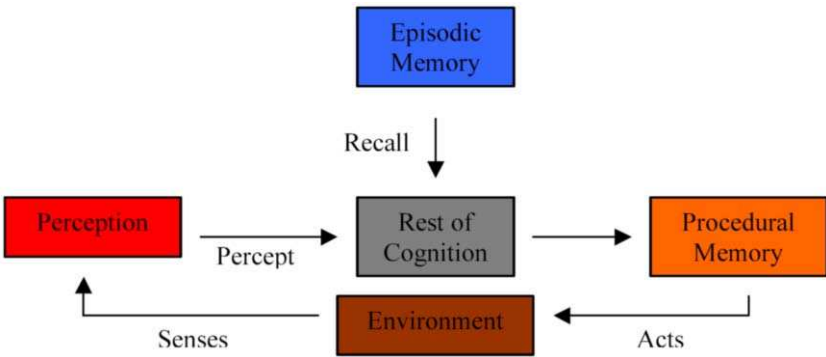 Episodic
Memory
Recall
Perception
Percept
Rest of
Cognition
Procedural
Memory
Senses
Environment
Acts